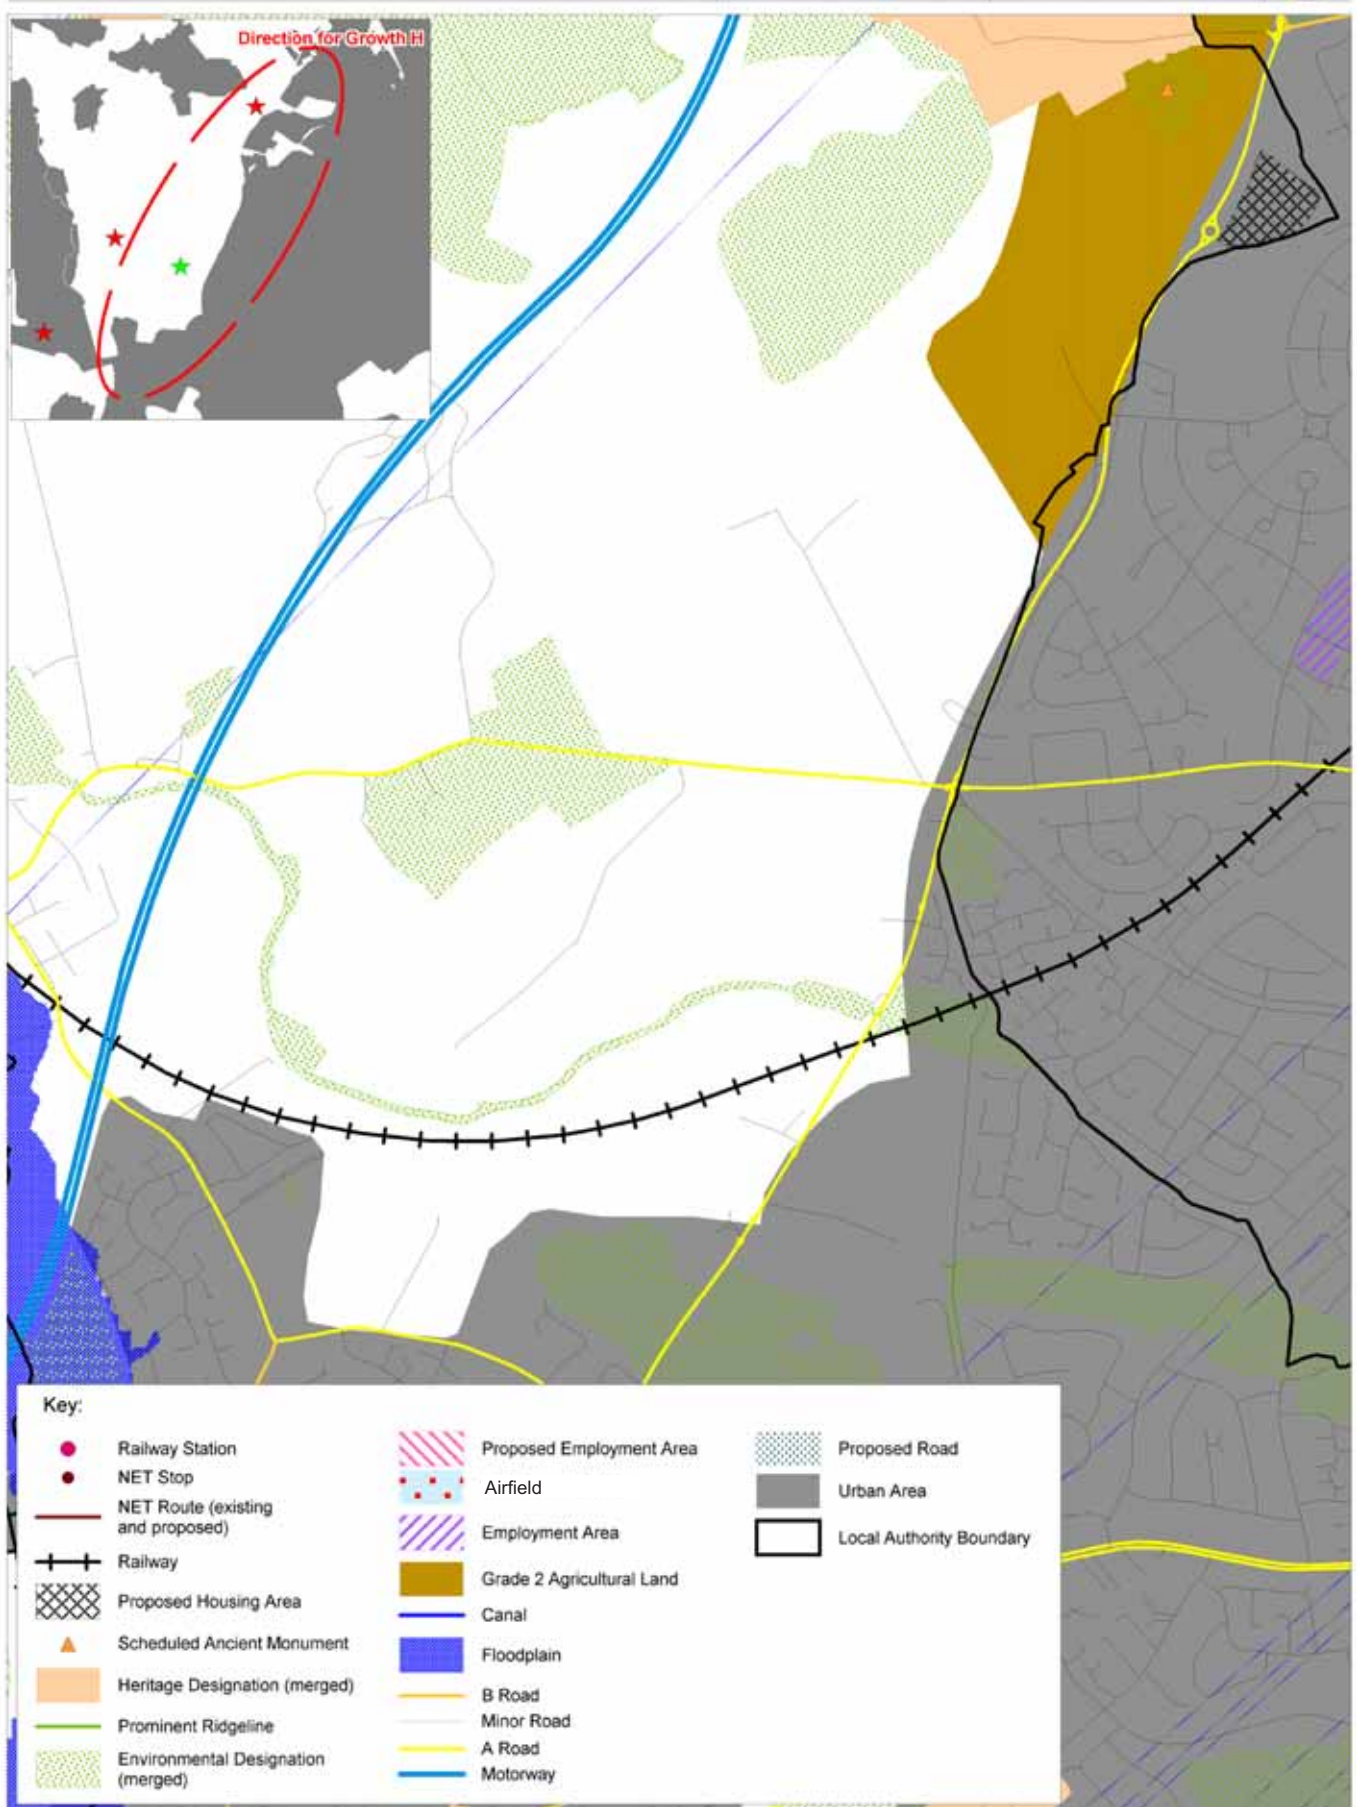 Direction for Growth H
Key:
Railway Station
NET Stop
NET Route (existing
and proposed)
Railway
Proposed Housing Area
Scheduled Ancient Monument
Heritage Designation (merged)
Prominent Ridgeline
Environmental Designation
(merged)
Proposed Employment Area
Airfield
Employment Area
Grade 2 Agricultural Land
Canal
Floodplain
B Road
Minor Road
A Road
Motorway
Proposed Road
Urban Area
Local Authority Boundary